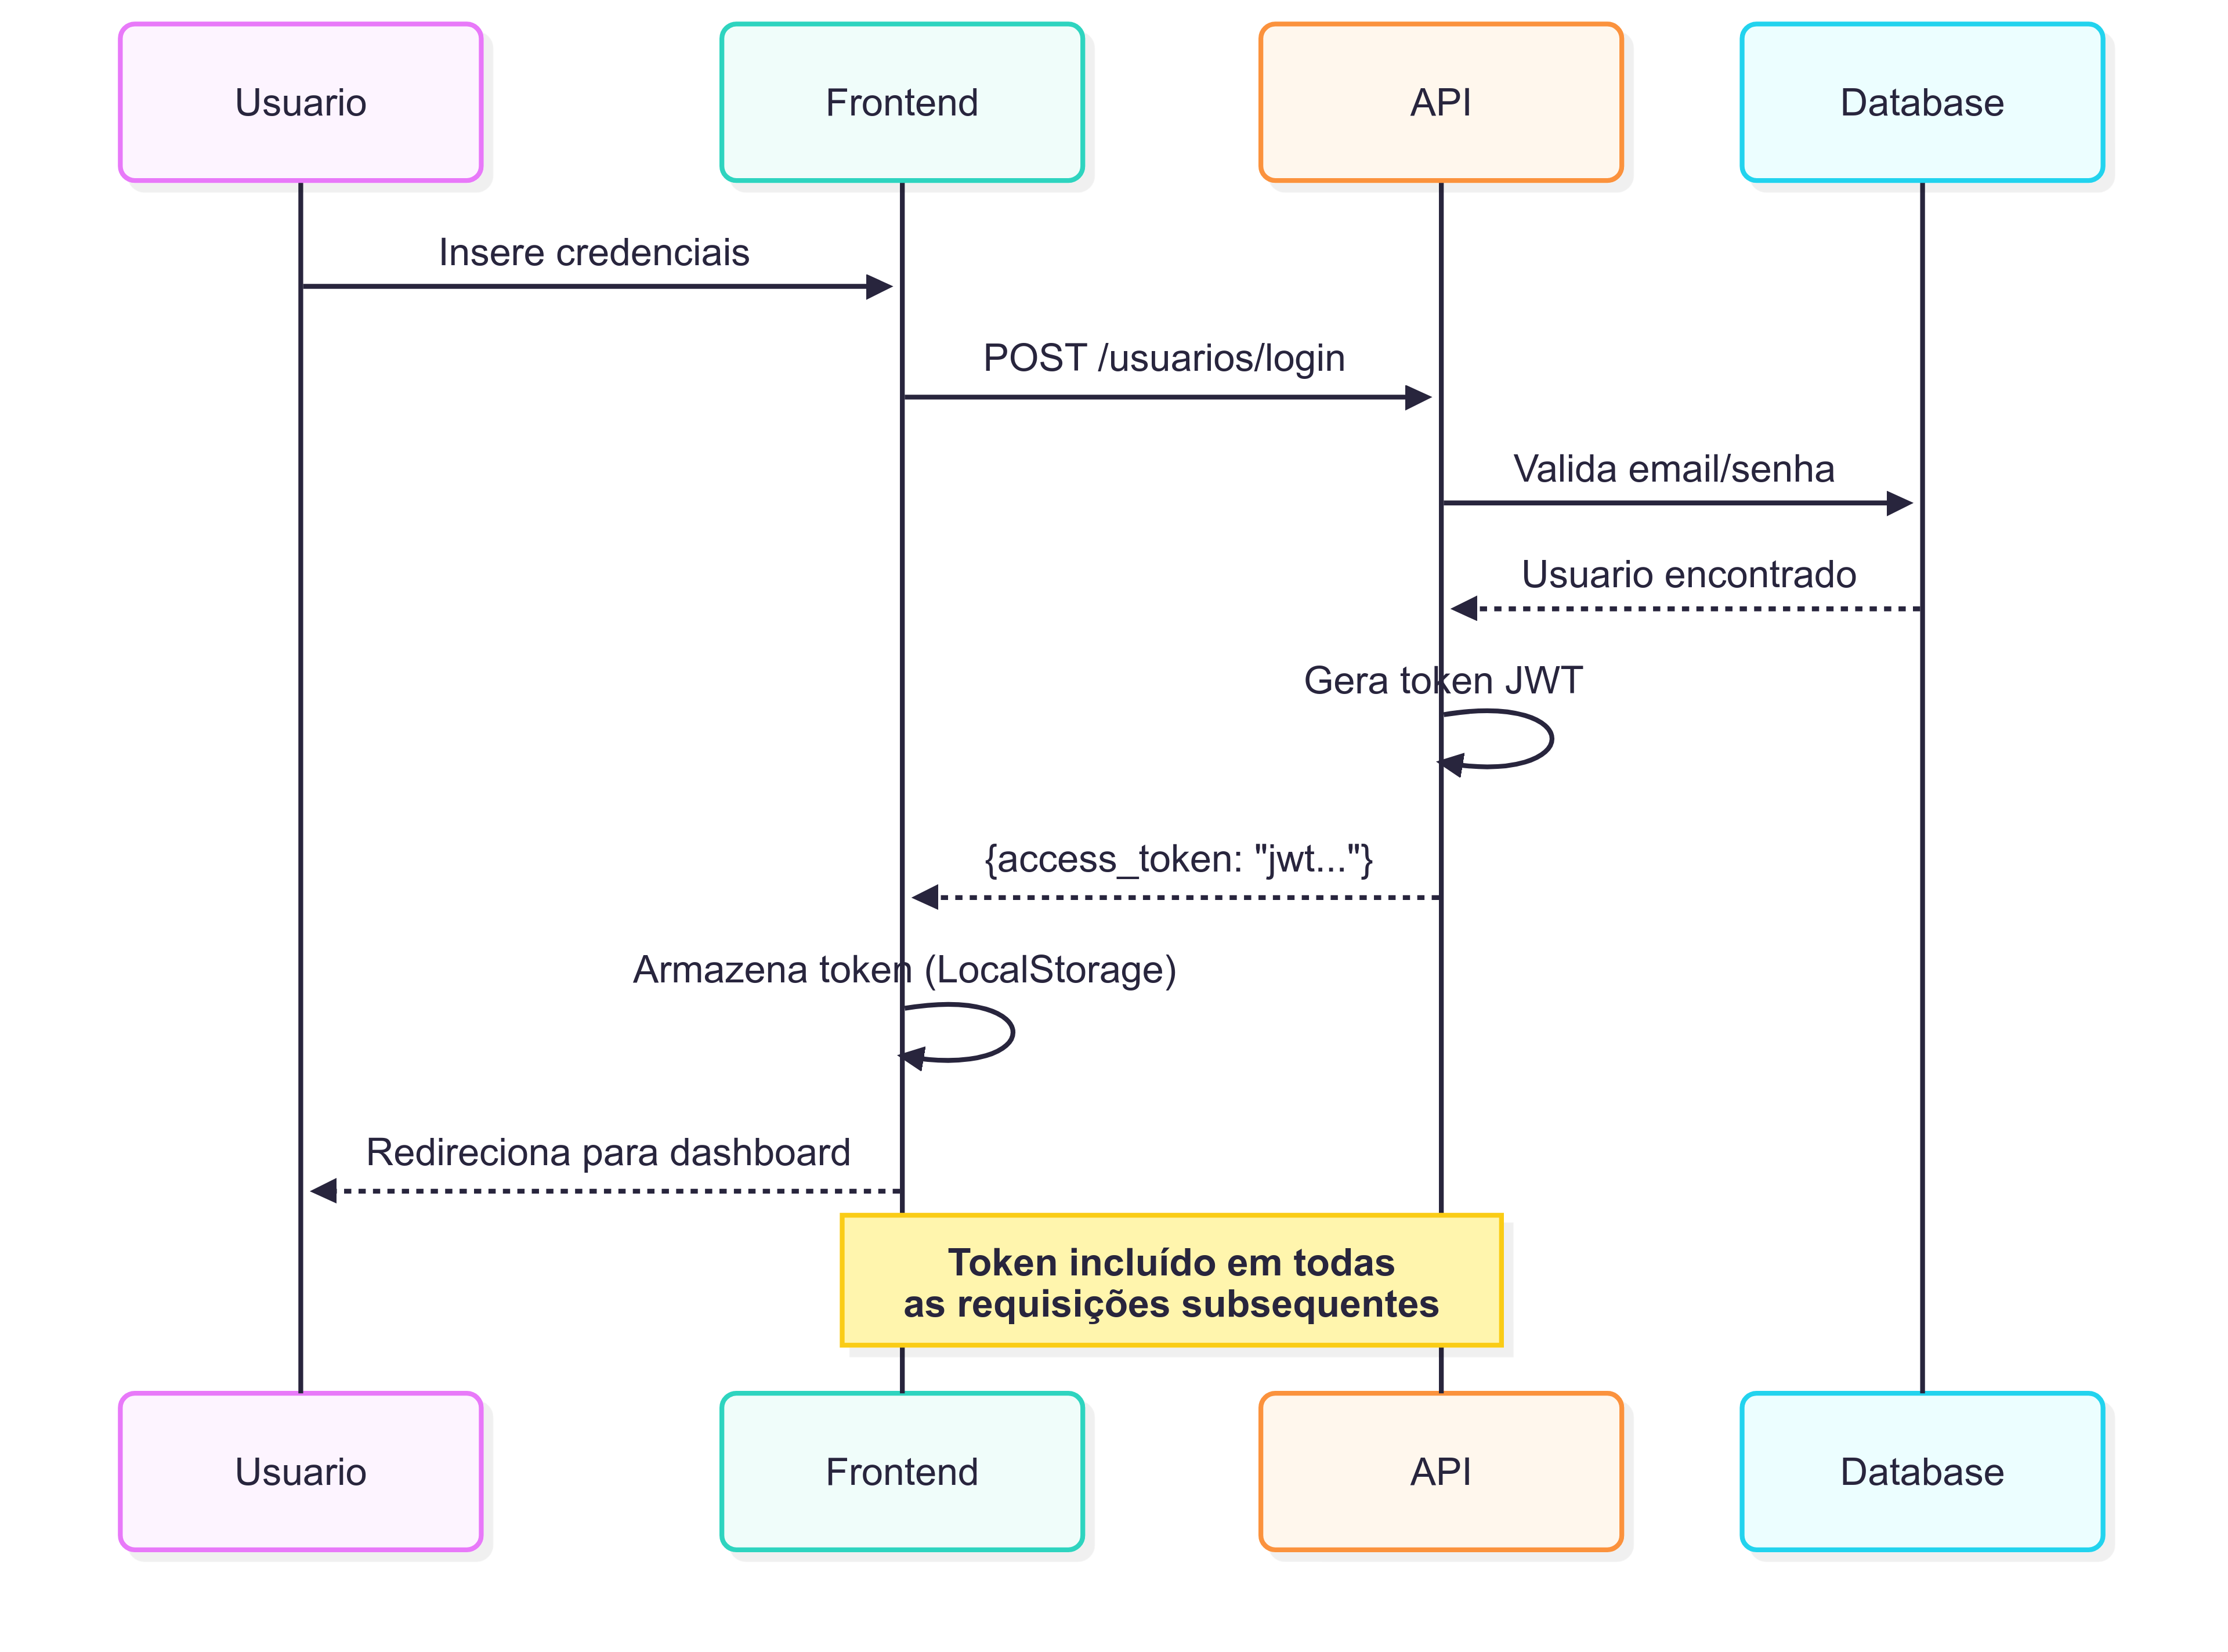 Usuario
Frontend
API
Database
Insere credenciais
POST /usuarios/login
Valida email/senha
Usuario encontrado
Gera token JWT
{access_token: "jwt..."}
Armazena token (LocalStorage)
Redireciona para dashboard
Token incluído em todas
as requisições subsequentes
Usuario
Frontend
API
Database